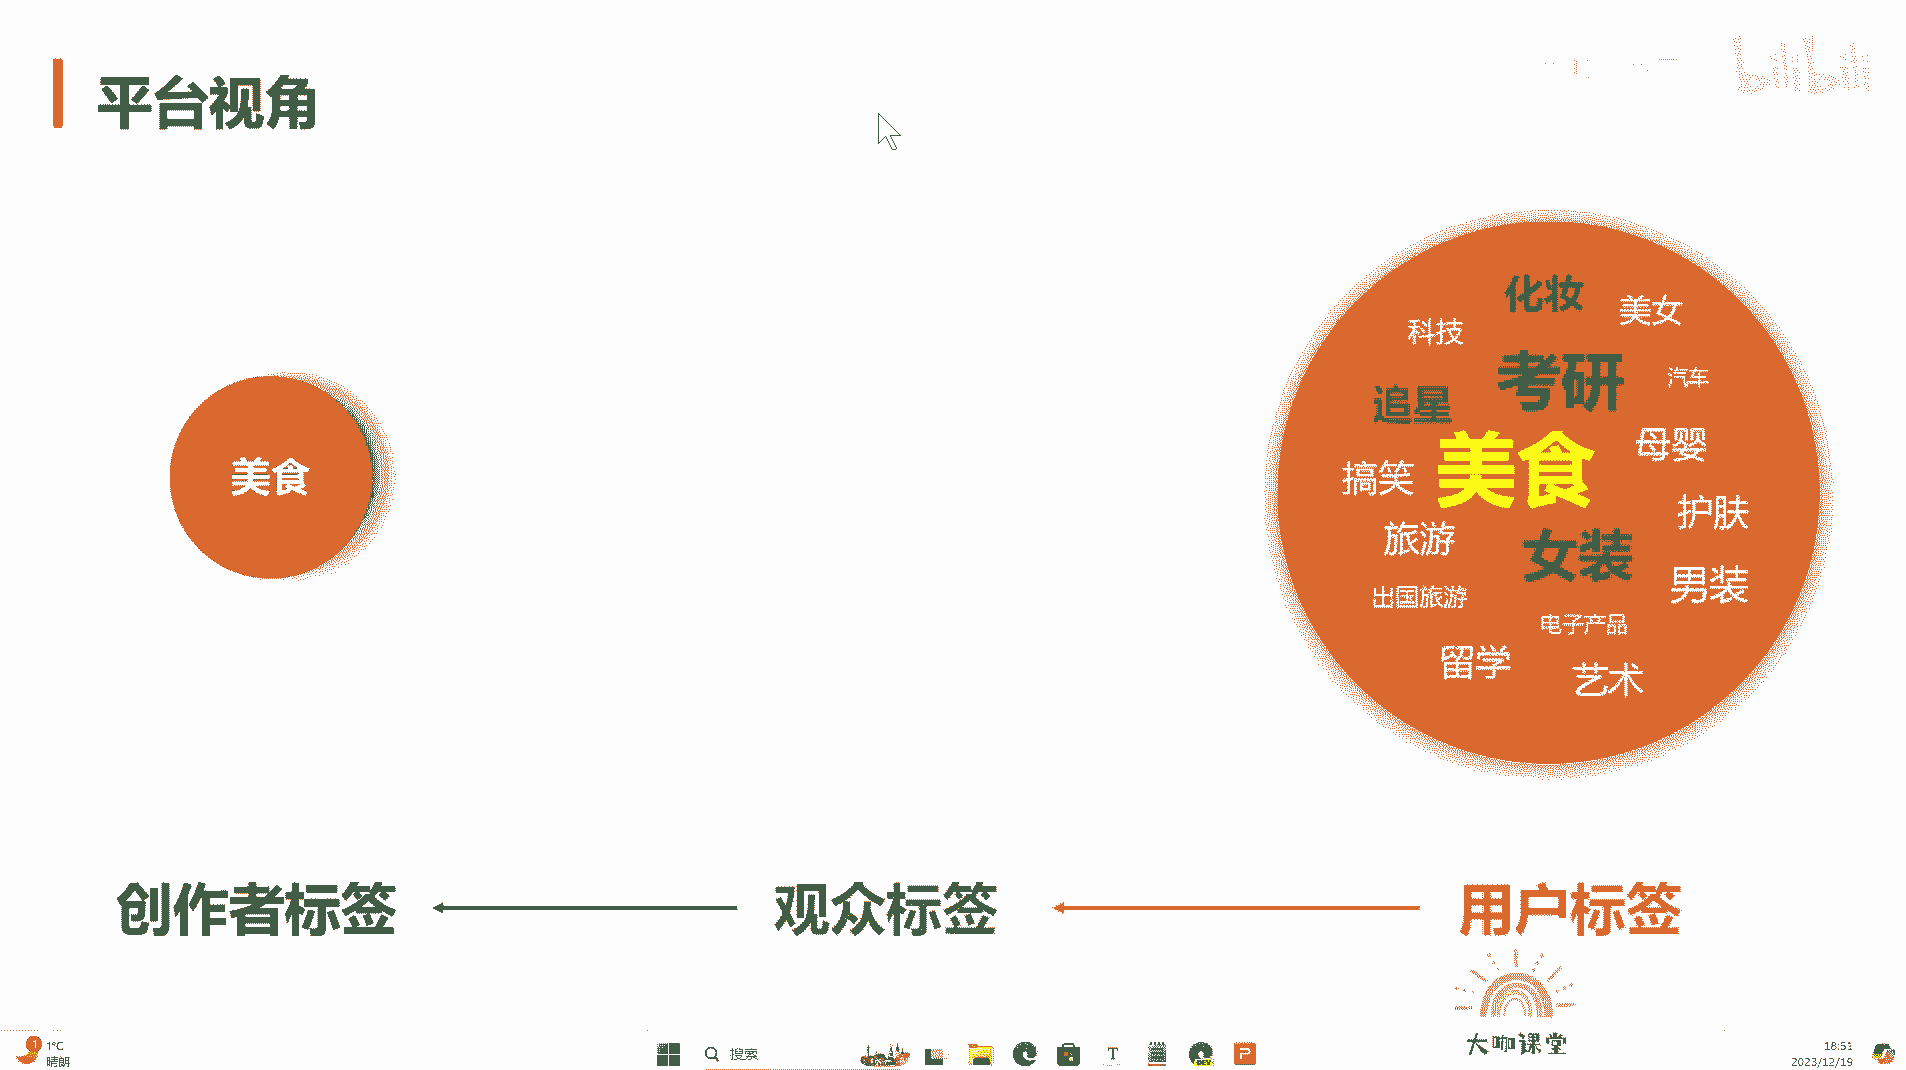 平台视角
bilibili
化妆
美女
科技
考研
汽车
追星
母婴
美食
搞笑
美食
护肤
旅游
女装
男装
出国旅游
电子产品
留学
艺术
创作者标签
观众标签
用户标签
大咖课堂
1
1°C
晴朗
搜索
T
DEV
P
18:51
2023/12/19